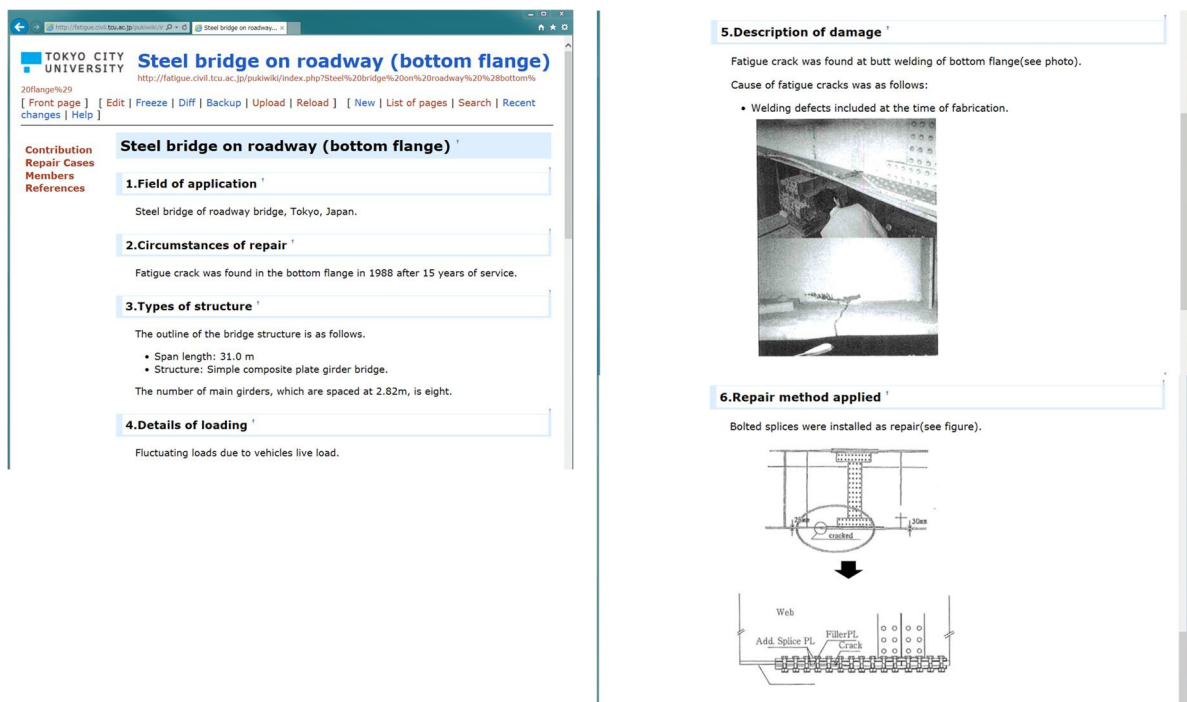 http://fatigue.civil.tcu.ac.jp/pukiwiki/
Steel bridge on roadway... ×
TOKYO CITY
UNIVERSITY
Steel bridge on roadway (bottom flange)
http://fatigue.civil.tcu.ac.jp/pukiwiki/index.php?Steel%20bridge%20on%20roadway%20%28bottom%
20flange%29
[ Front page ] [ Edit | Freeze | Diff | Backup | Upload | Reload ] [ New | List of pages | Search | Recent
changes | Help ]
Contribution
Repair Cases
Members
References
Steel bridge on roadway (bottom flange) †
1.Field of application †
Steel bridge of roadway bridge, Tokyo, Japan.
2.Circumstances of repair †
Fatigue crack was found in the bottom flange in 1988 after 15 years of service.
3.Types of structure †
The outline of the bridge structure is as follows.
• Span length: 31.0 m
• Structure: Simple composite plate girder bridge.
The number of main girders, which are spaced at 2.82m, is eight.
4.Details of loading †
Fluctuating loads due to vehicles live load.
5.Description of damage †
Fatigue crack was found at butt welding of bottom flange(see photo).
Cause of fatigue cracks was as follows:
• Welding defects included at the time of fabrication.
6.Repair method applied †
Bolted splices were installed as repair(see figure).
30mm
cracked
Web
Add. Splice PL
FillerPL
Crack